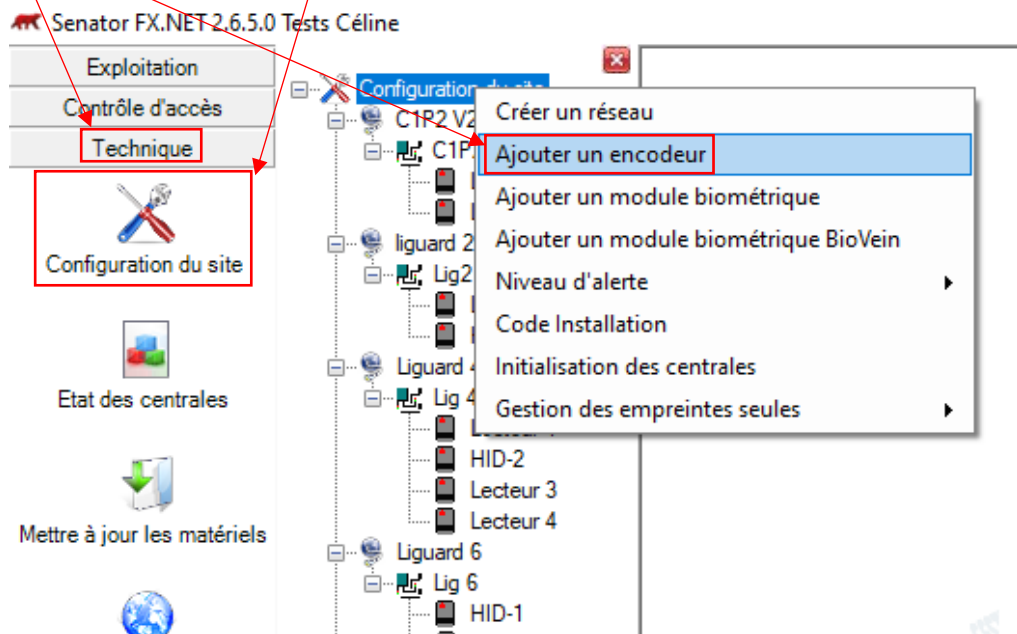 Senator FX.NET 2.6.5.0 Tests Céline
Exploitation
Contrôle d'accès
Technique
Configuration du site
Etat des centrales
Mettre à jour les matériels
Configuration du site
C1P2 V2
C1P
liguard 2
Lig2
Liguard 4
Lig 4
HID-2
Lecteur 3
Lecteur 4
Liguard 6
Lig 6
HID-1
Créer un réseau
Ajouter un encodeur
Ajouter un module biométrique
Ajouter un module biométrique BioVein
Niveau d'alerte
Code Installation
Initialisation des centrales
Gestion des empreintes seules